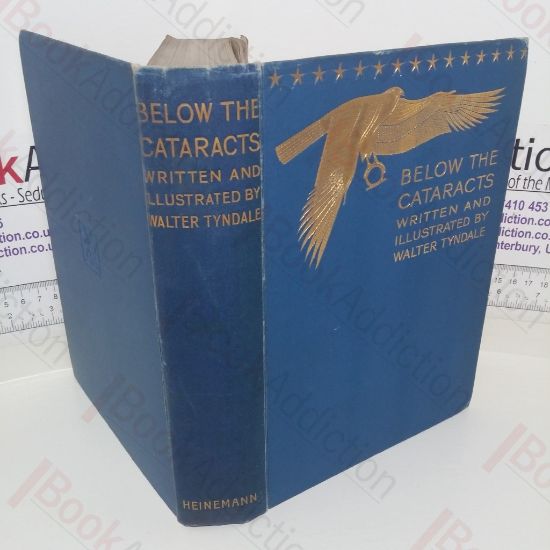 BELOW THE
CATARACTS
WRITTEN AND
ILLUSTRATED BY
WALTER TYNDALE
HEINEMANN
BELOW THE
CATARACTS
WRITTEN AND
ILLUSTRATED BY
WALTER TYNDALE
BookAddiction